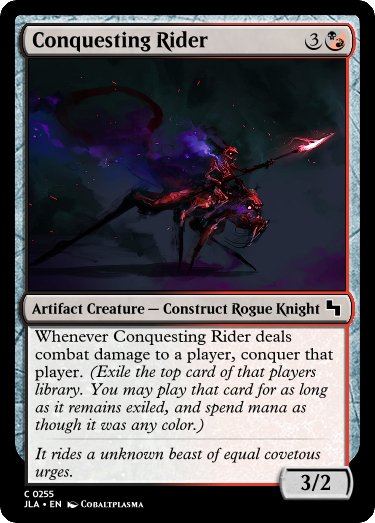 Conquesting Rider 3
Artifact Creature — Construct Rogue Knight
Whenever Conquesting Rider deals
combat damage to a player, conquer that
player. (Exile the top card of that players
library. You may play that card for as long
as it remains exiled, and spend mana as
though it was any color.)
It rides a unknown beast of equal covetous
urges.
3/2
C 0255
JLA • EN Cobaltplasma